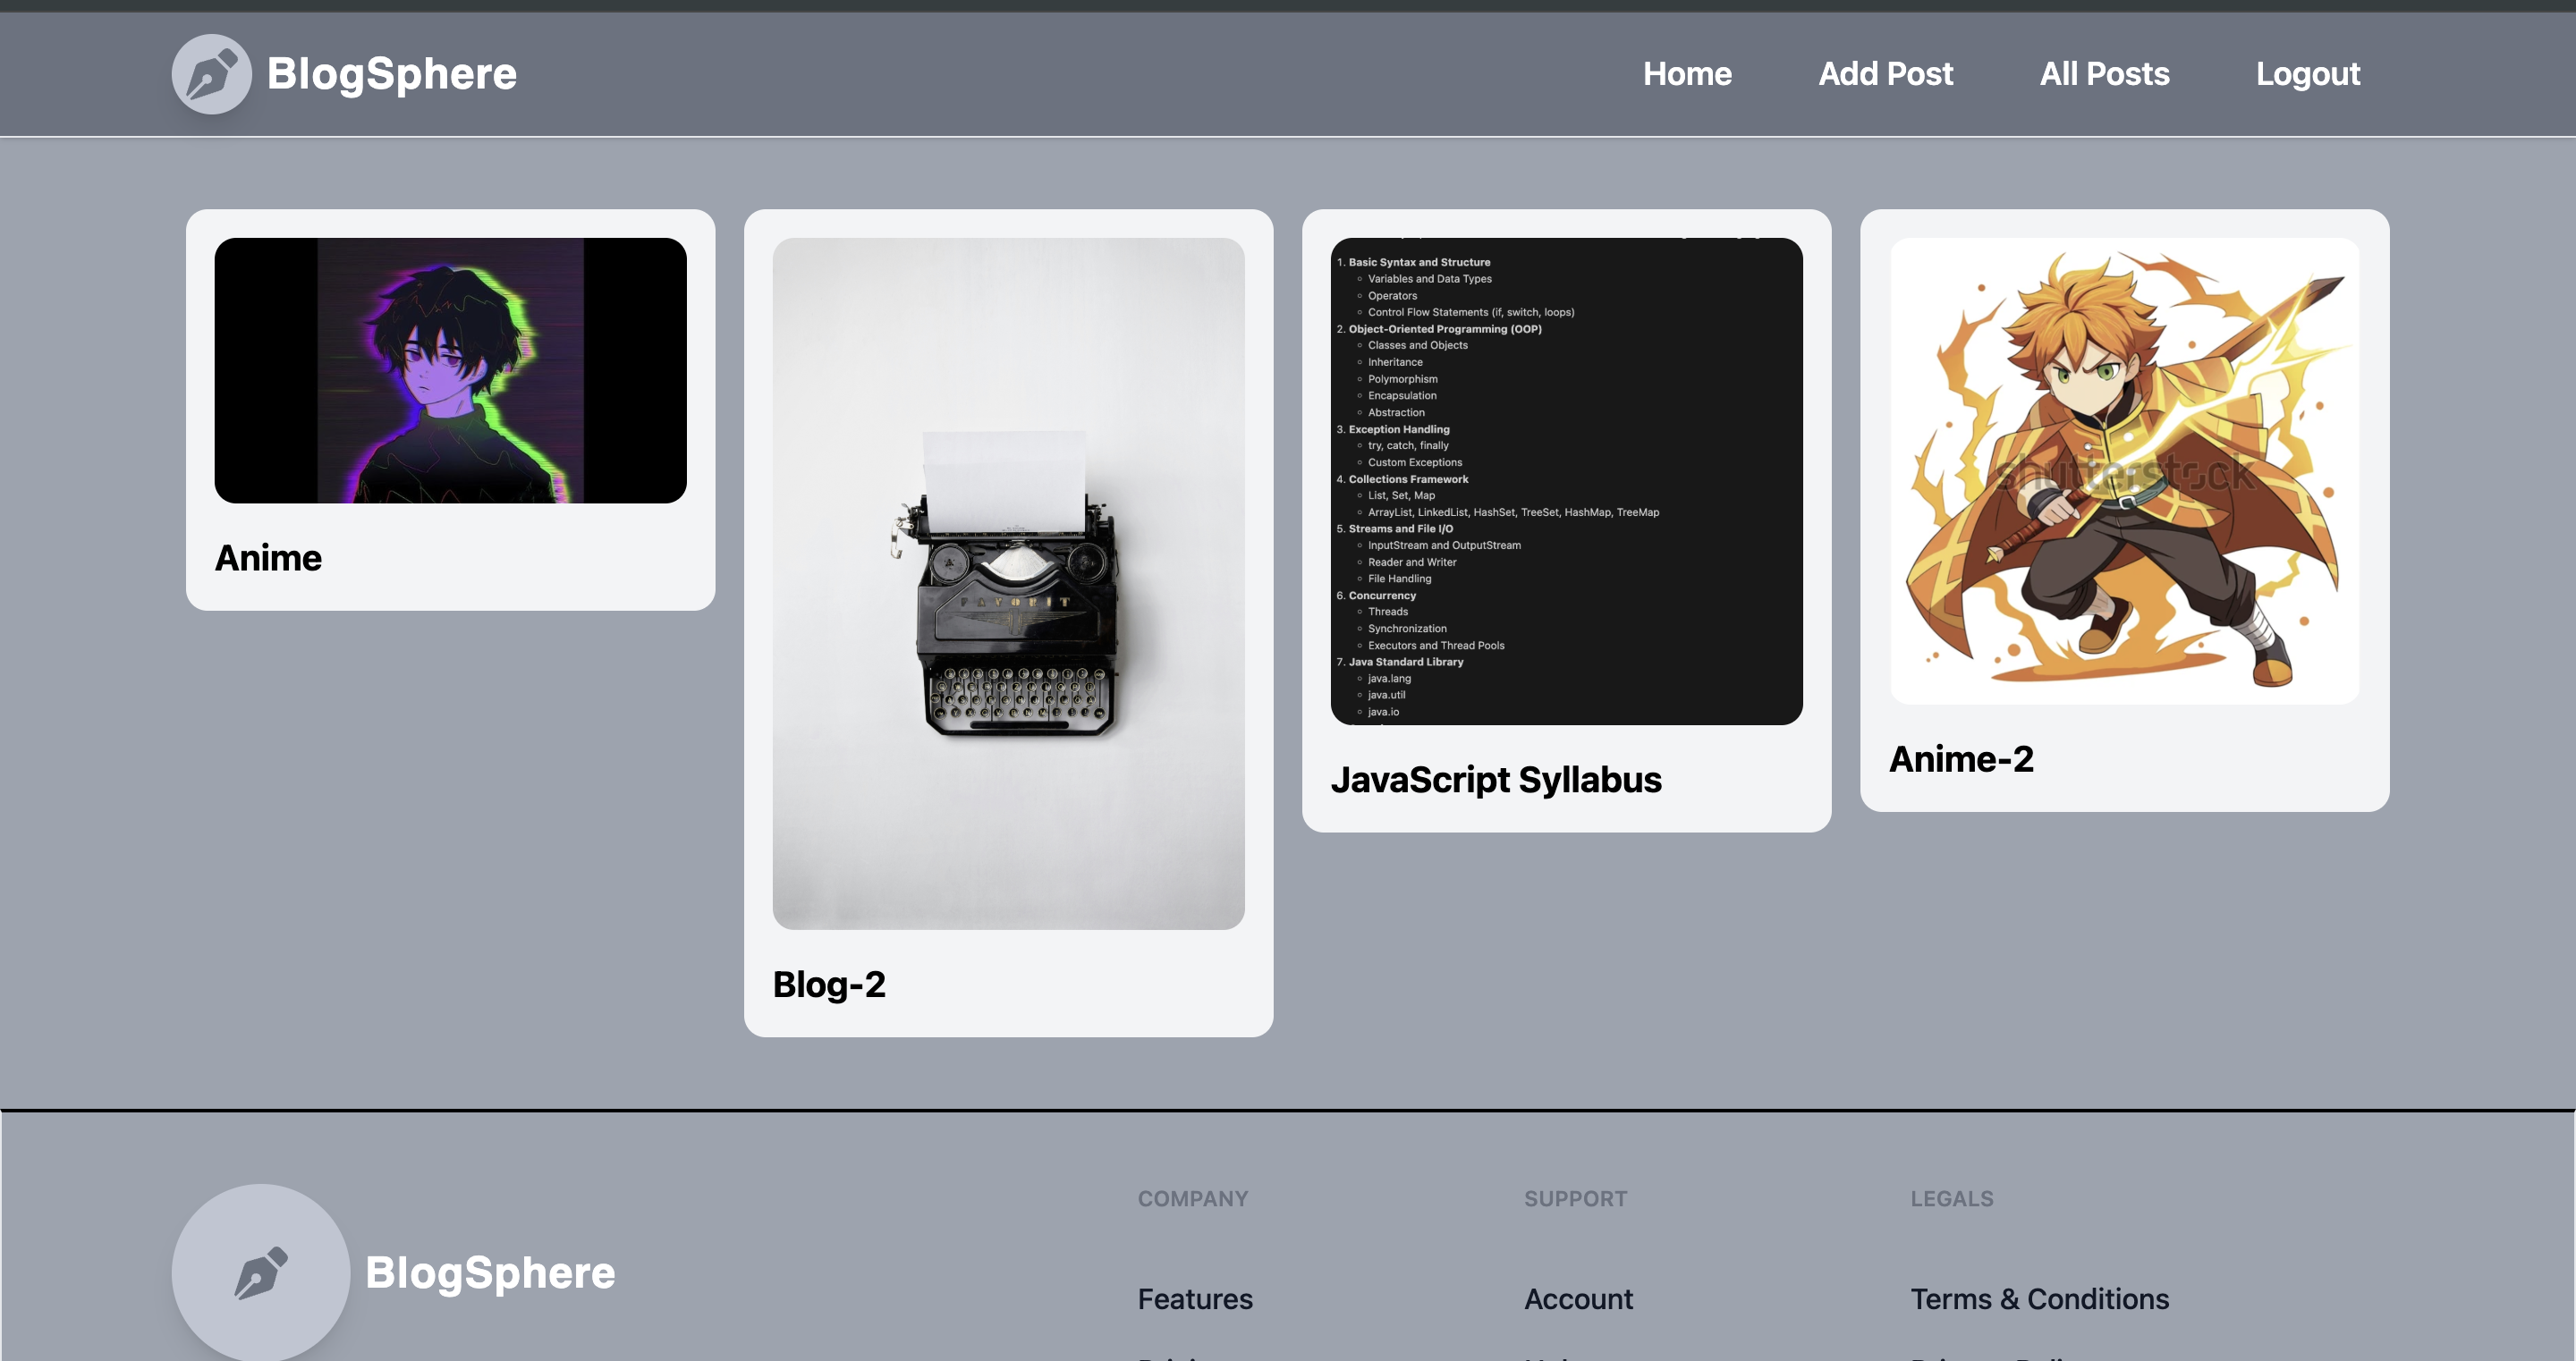 BlogSphere
Home
Add Post
All Posts
Logout
Anime
FAVORIT
Blog-2
1. Basic Syntax and Structure
Variables and Data Types
Operators
Control Flow Statements (if, switch, loops)
2. Object-Oriented Programming (OOP)
Classes and Objects
Inheritance
Polymorphism
Encapsulation
Abstraction
3. Exception Handling
try, catch, finally
Custom Exceptions
4. Collections Framework
List, Set, Map
ArrayList, LinkedList, HashSet, TreeSet, HashMap, TreeMap
5. Streams and File I/O
InputStream and OutputStream
Reader and Writer
File Handling
6. Concurrency
Threads
Synchronization
Executors and Thread Pools
7. Java Standard Library
java.lang
java.util
java.io
JavaScript Syllabus
shutterstock
Anime-2
BlogSphere
COMPANY
Features
SUPPORT
Account
LEGALS
Terms & Conditions